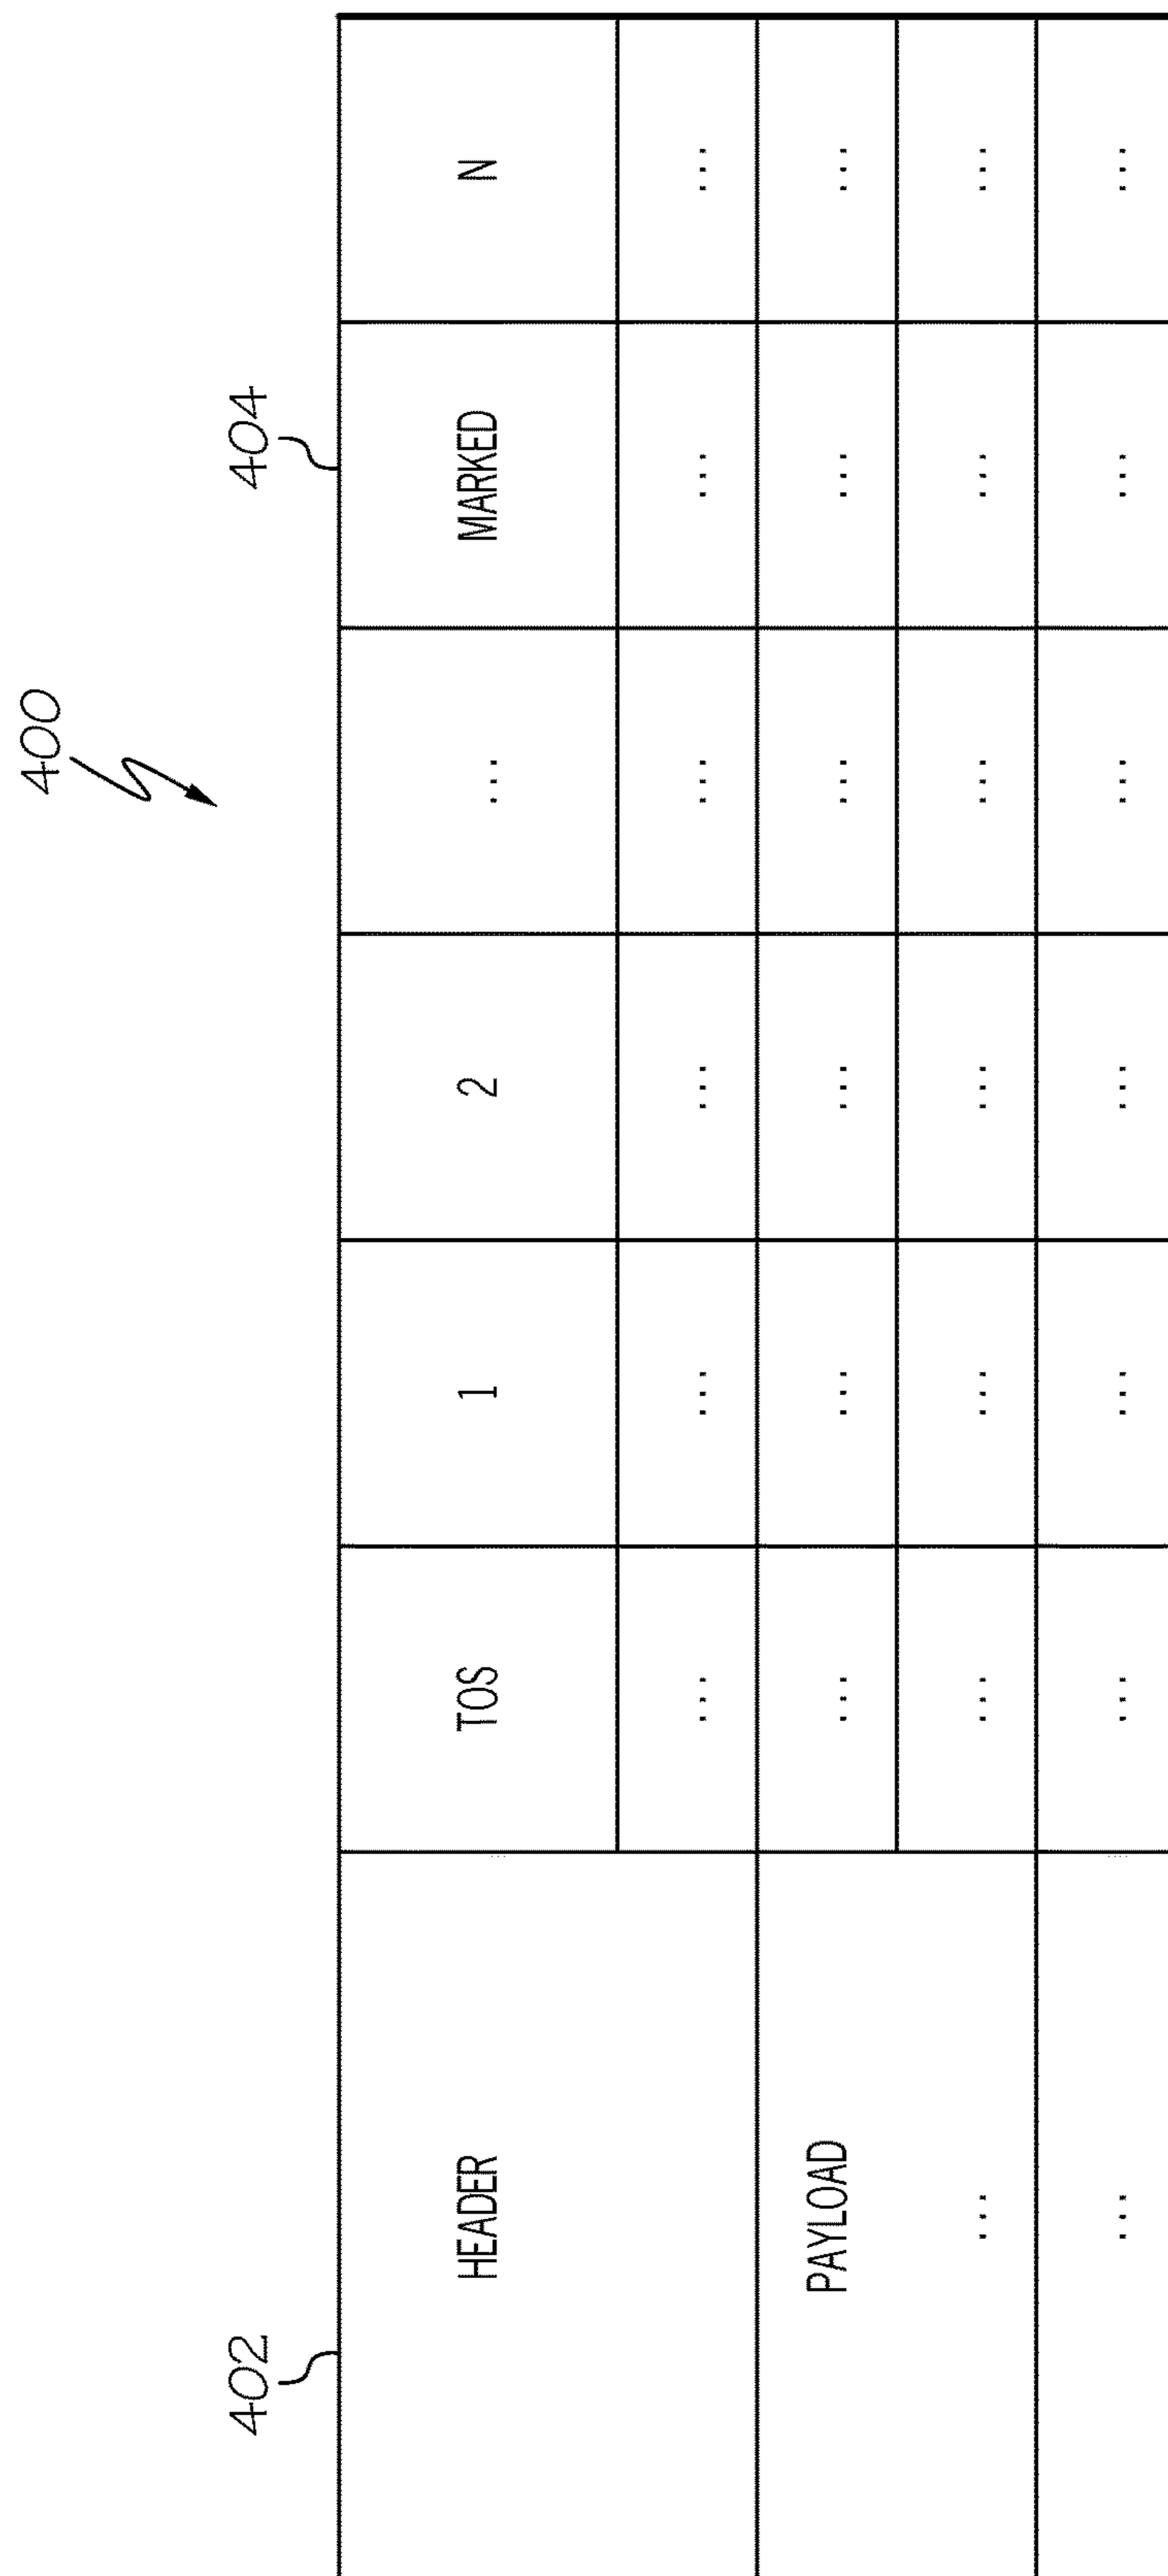 400
402
404
HEADER TOS 1 2 ... MARKED N
... ... ... ... ... ...
PAYLOAD ... ... ... ... ... ...
... ... ... ... ... ... ...
... ... ... ... ... ... ...